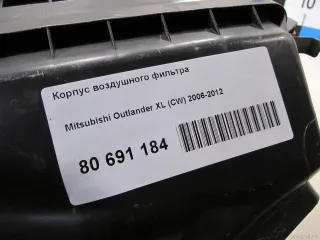 Корпус воздушного фильтра
Mitsubishi Outlander XL (CW) 2006-2012
80 691 184